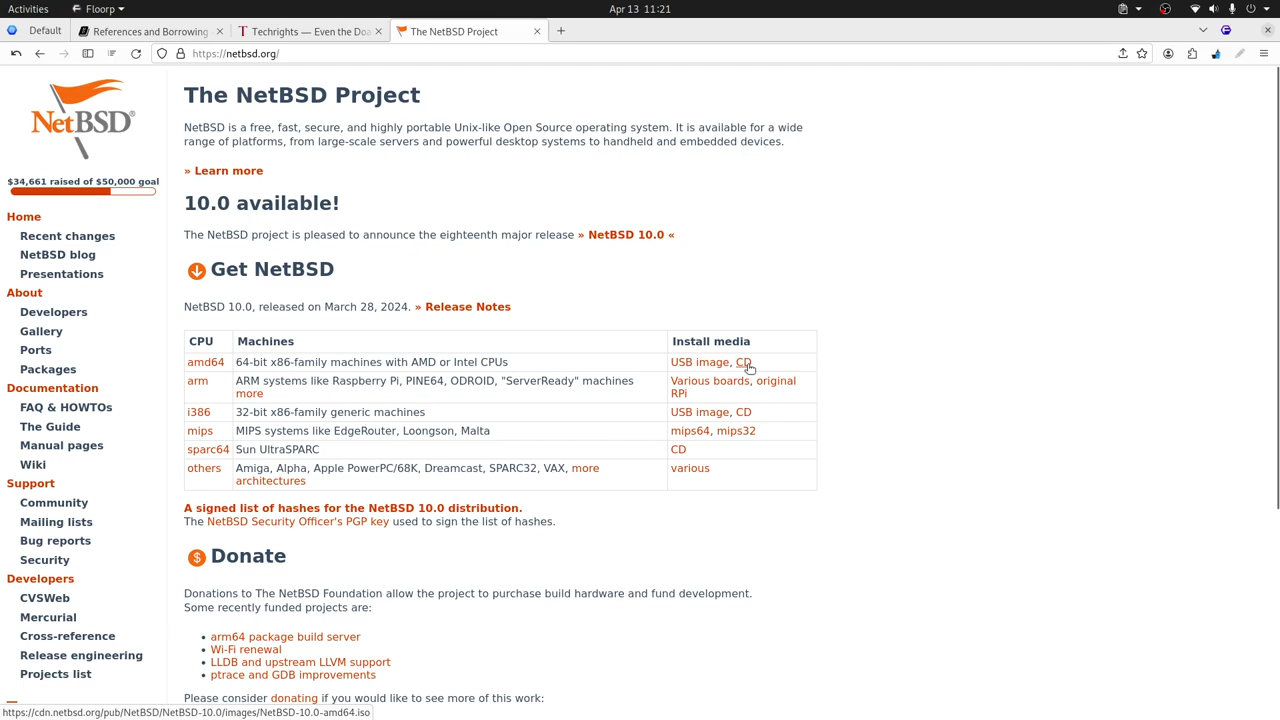 Activities
Floorp
Apr 13 11:21
Default
References and Borrowing
Techrights — Even the Doa
The NetBSD Project
https://netbsd.org/
NetBSD®
$34,661 raised of $50,000 goal
Home
Recent changes
NetBSD blog
Presentations
About
Developers
Gallery
Ports
Packages
Documentation
FAQ & HOWTOs
The Guide
Manual pages
Wiki
Support
Community
Mailing lists
Bug reports
Security
Developers
CVSWeb
Mercurial
Cross-reference
Release engineering
Projects list
The NetBSD Project
NetBSD is a free, fast, secure, and highly portable Unix-like Open Source operating system. It is available for a wide
range of platforms, from large-scale servers and powerful desktop systems to handheld and embedded devices.
» Learn more
10.0 available!
The NetBSD project is pleased to announce the eighteenth major release » NetBSD 10.0 «
Get NetBSD
NetBSD 10.0, released on March 28, 2024. » Release Notes
CPU Machines Install media
amd64 64-bit x86-family machines with AMD or Intel CPUs USB image, CD
arm ARM systems like Raspberry Pi, PINE64, ODROID, "ServerReady" machines Various boards, original
more RPi
i386 32-bit x86-family generic machines USB image, CD
mips MIPS systems like EdgeRouter, Loongson, Malta mips64, mips32
sparc64 Sun UltraSPARC CD
others Amiga, Alpha, Apple PowerPC/68K, Dreamcast, SPARC32, VAX, more various
architectures
A signed list of hashes for the NetBSD 10.0 distribution.
The NetBSD Security Officer's PGP key used to sign the list of hashes.
$ Donate
Donations to The NetBSD Foundation allow the project to purchase build hardware and fund development.
Some recently funded projects are:
• arm64 package build server
• Wi-Fi renewal
• LLDB and upstream LLVM support
• ptrace and GDB improvements
Please consider donating if you would like to see more of this work:
https://cdn.netbsd.org/pub/NetBSD/NetBSD-10.0/images/NetBSD-10.0-amd64.iso